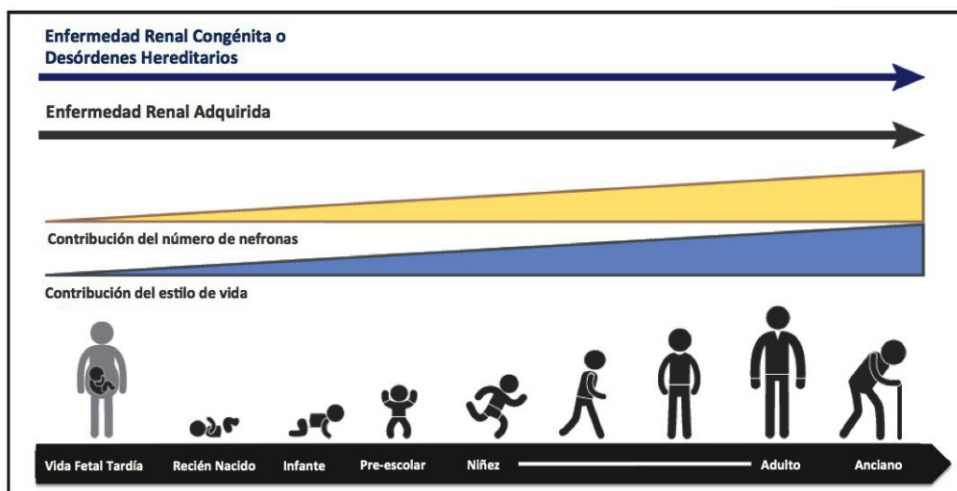 Enfermedad Renal Congénita o
Desórdenes Hereditarios
Enfermedad Renal Adquirida
Contribución del número de nefronas
Contribución del estilo de vida
Vida Fetal Tardía Recién Nacido Infante Pre-escolar Niñez Adulto Anciano